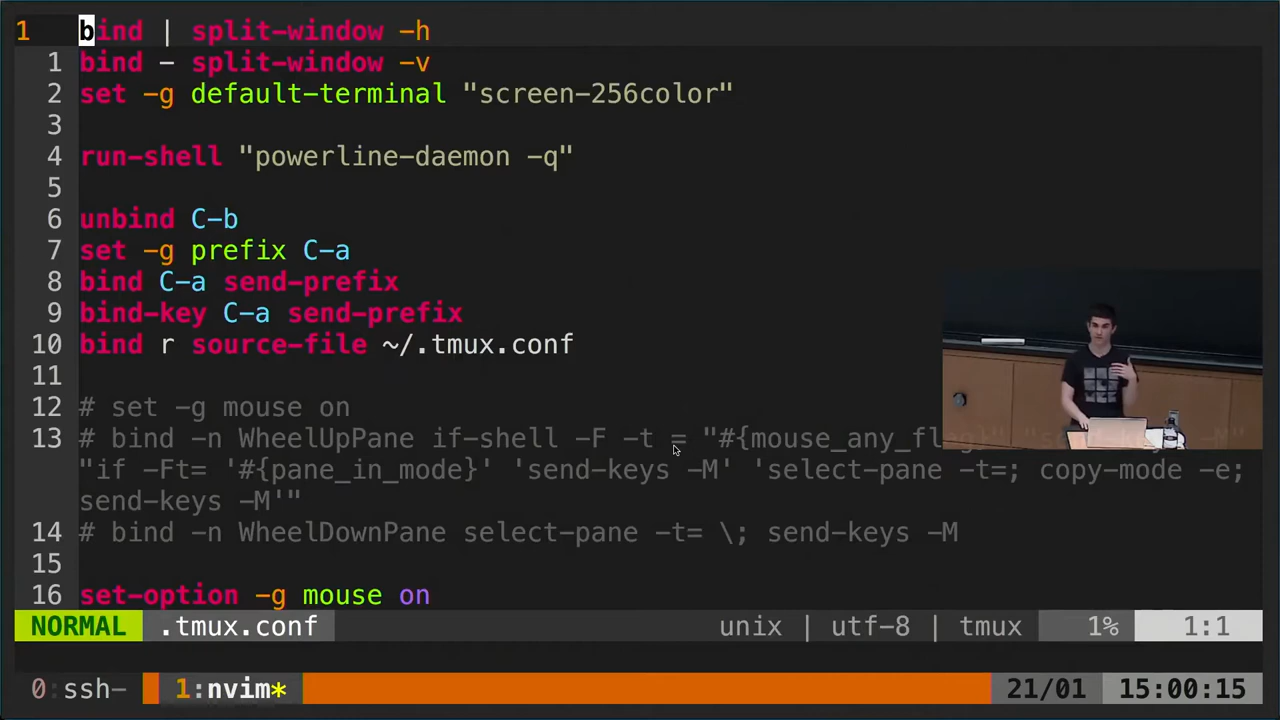 1 bind | split-window -h
1 bind - split-window -v
2 set -g default-terminal "screen-256color"
3
4 run-shell "powerline-daemon -q"
5
6 unbind C-b
7 set -g prefix C-a
8 bind C-a send-prefix
9 bind-key C-a send-prefix
10 bind r source-file ~/.tmux.conf
11
12 # set -g mouse on
13 # bind -n WheelUpPane if-shell -F -t = "#{mouse_any_flag}" "send-keys -M"
"if -Ft= '#{pane_in_mode}' 'send-keys -M' 'select-pane -t=; copy-mode -e;
send-keys -M'"
14 # bind -n WheelDownPane select-pane -t= \; send-keys -M
15
16 set-option -g mouse on
NORMAL .tmux.conf unix | utf-8 | tmux 1% 1:1
0:ssh- 1:nvim* 21/01 15:00:15